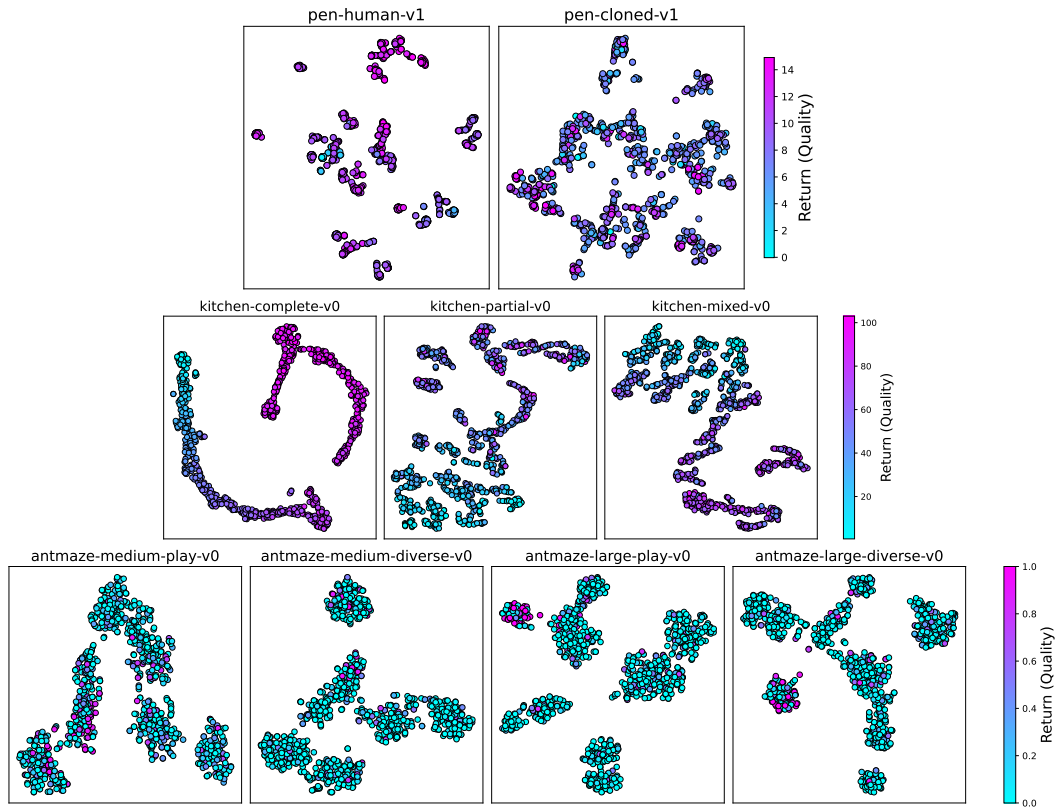 pen-human-v1
pen-cloned-v1
14
12
10
8
6
4
2
0
Return (Quality)
kitchen-complete-v0
kitchen-partial-v0
kitchen-mixed-v0
100
80
60
40
20
Return (Quality)
antmaze-medium-play-v0
antmaze-medium-diverse-v0
antmaze-large-play-v0
antmaze-large-diverse-v0
1.0
0.8
0.6
0.4
0.2
0.0
Return (Quality)